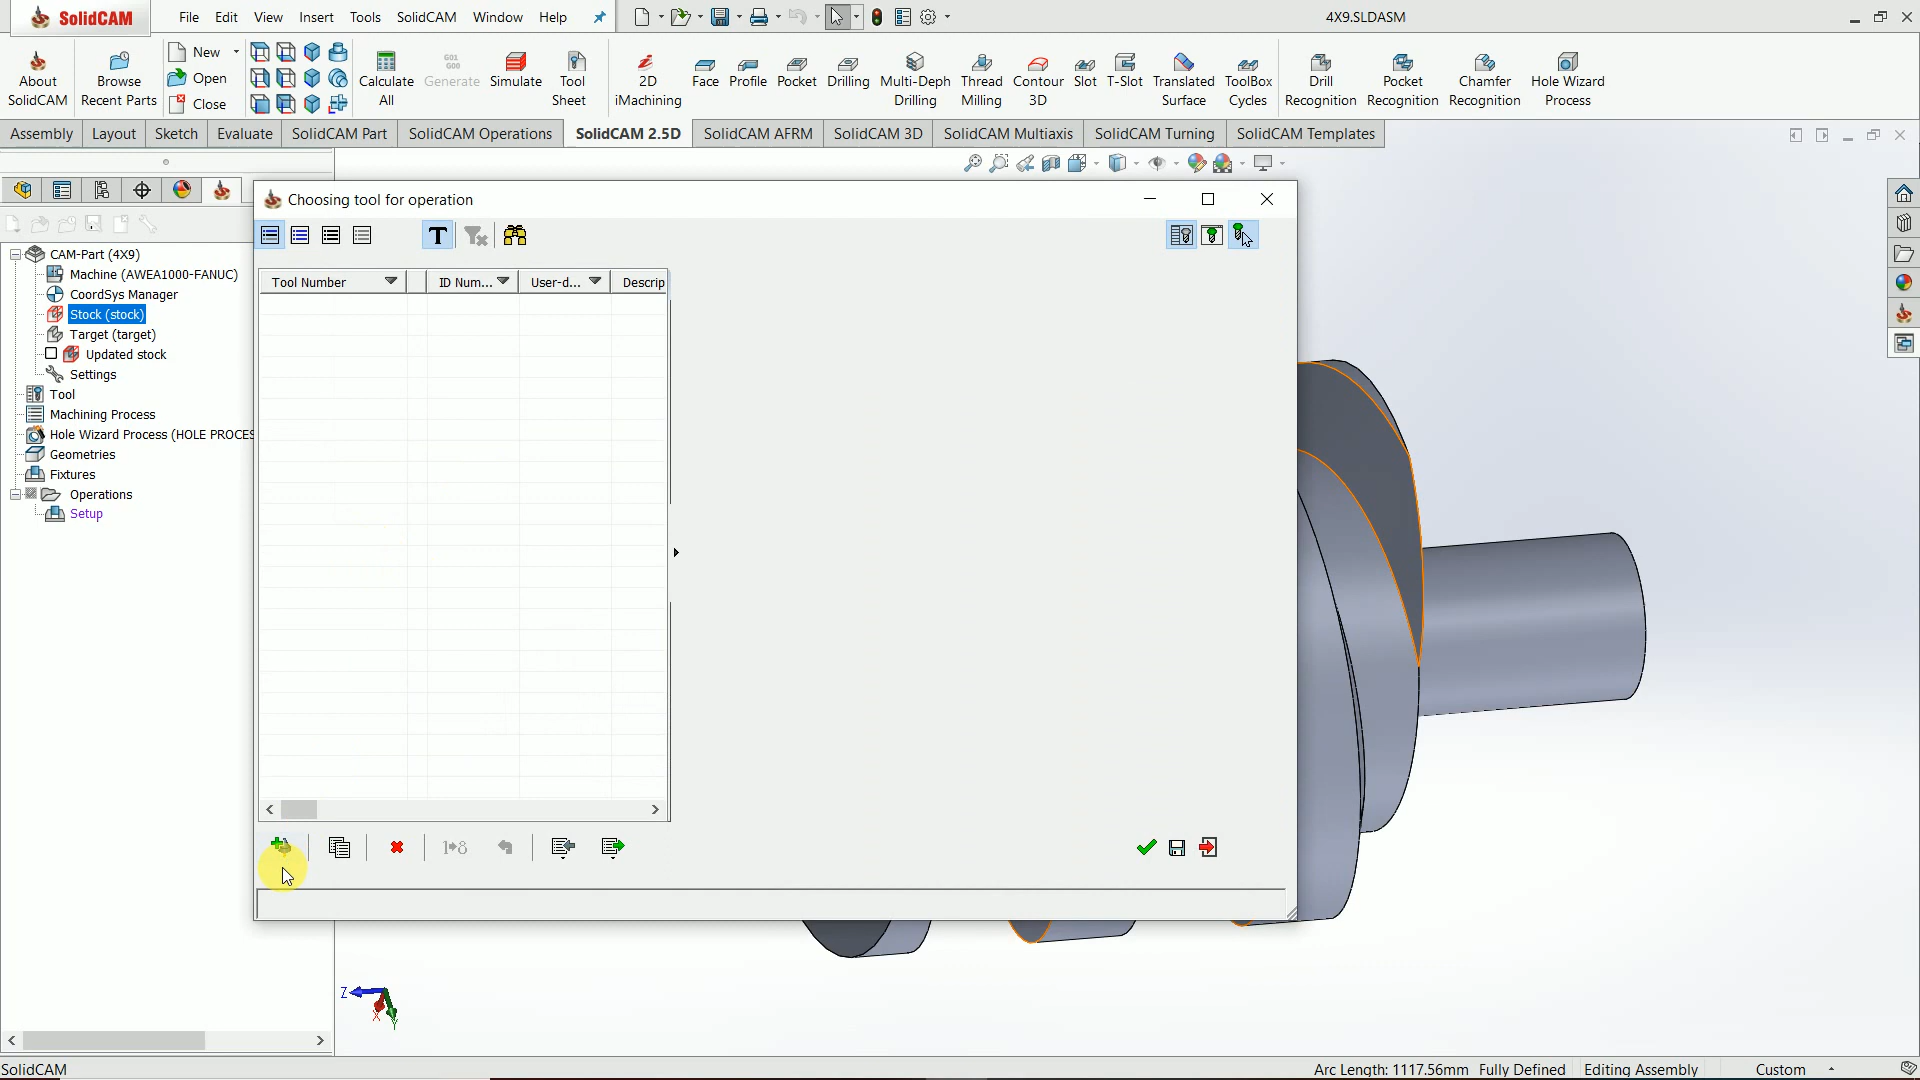 SolidCAM File Edit View Insert Tools SolidCAM Window Help 4X9.SLDASM
About SolidCAM
Browse Recent Parts
New
Open
Close
Calculate All
G01 G00 Generate
Simulate
Tool Sheet
2D iMachining
Face
Profile
Pocket
Drilling
Multi-Deph Drilling
Thread Milling
Contour 3D
Slot
T-Slot
Translated Surface
ToolBox Cycles
Drill Recognition
Pocket Recognition
Chamfer Recognition
Hole Wizard Process
Assembly Layout Sketch Evaluate SolidCAM Part SolidCAM Operations SolidCAM 2.5D SolidCAM AFRM SolidCAM 3D SolidCAM Multiaxis SolidCAM Turning SolidCAM Templates
Choosing tool for operation
T
CAM-Part (4X9)
Machine (AWEA1000-FANUC)
CoordSys Manager
Stock (stock)
Target (target)
Updated stock
Settings
Tool
Machining Process
Hole Wizard Process (HOLE PROCES
Geometries
Fixtures
Operations
Setup
Tool Number ID Num... User-d... Descrip
1 8
Z
X
Y
SolidCAM Arc Length: 1117.56mm Fully Defined Editing Assembly Custom